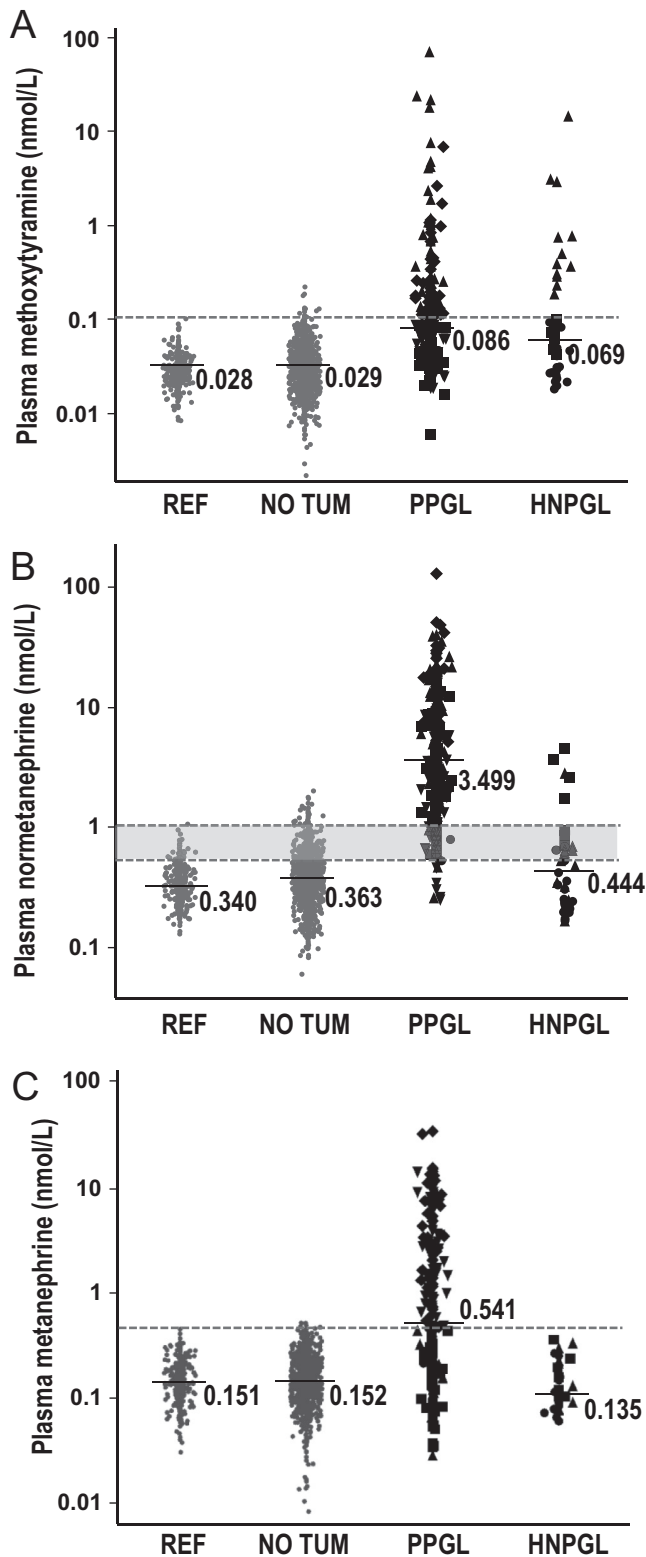 A
Plasma methoxytyramine (nmol/L)
100
10
1
0.1
0.01
0.028
0.029
0.086
0.069
REF NO TUM PPGL HNPGL
B
Plasma normetanephrine (nmol/L)
100
10
1
0.1
0.340
0.363
3.499
0.444
REF NO TUM PPGL HNPGL
C
Plasma metanephrine (nmol/L)
100
10
1
0.1
0.01
0.151
0.152
0.541
0.135
REF NO TUM PPGL HNPGL